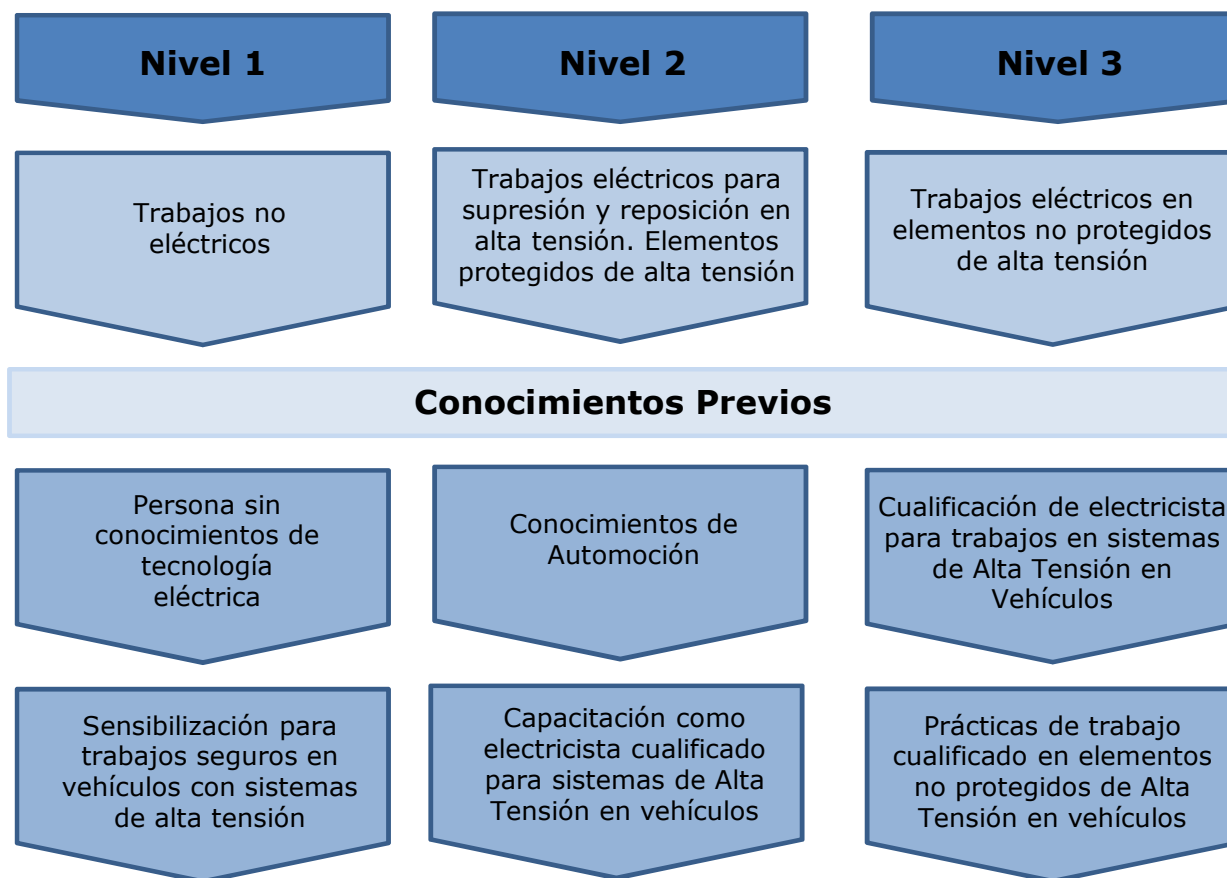 Nivel 1
Nivel 2
Nivel 3
Trabajos no
eléctricos
Trabajos eléctricos para
supresión y reposición en
alta tensión. Elementos
protegidos de alta tensión
Trabajos eléctricos en
elementos no protegidos
de alta tensión
Conocimientos Previos
Persona sin
conocimientos de
tecnología
eléctrica
Conocimientos de
Automoción
Cualificación de electricista
para trabajos en sistemas
de Alta Tensión en
Vehículos
Sensibilización para
trabajos seguros en
vehículos con sistemas
de alta tensión
Capacitación como
electricista cualificado
para sistemas de Alta
Tensión en vehículos
Prácticas de trabajo
cualificado en elementos
no protegidos de Alta
Tensión en vehículos